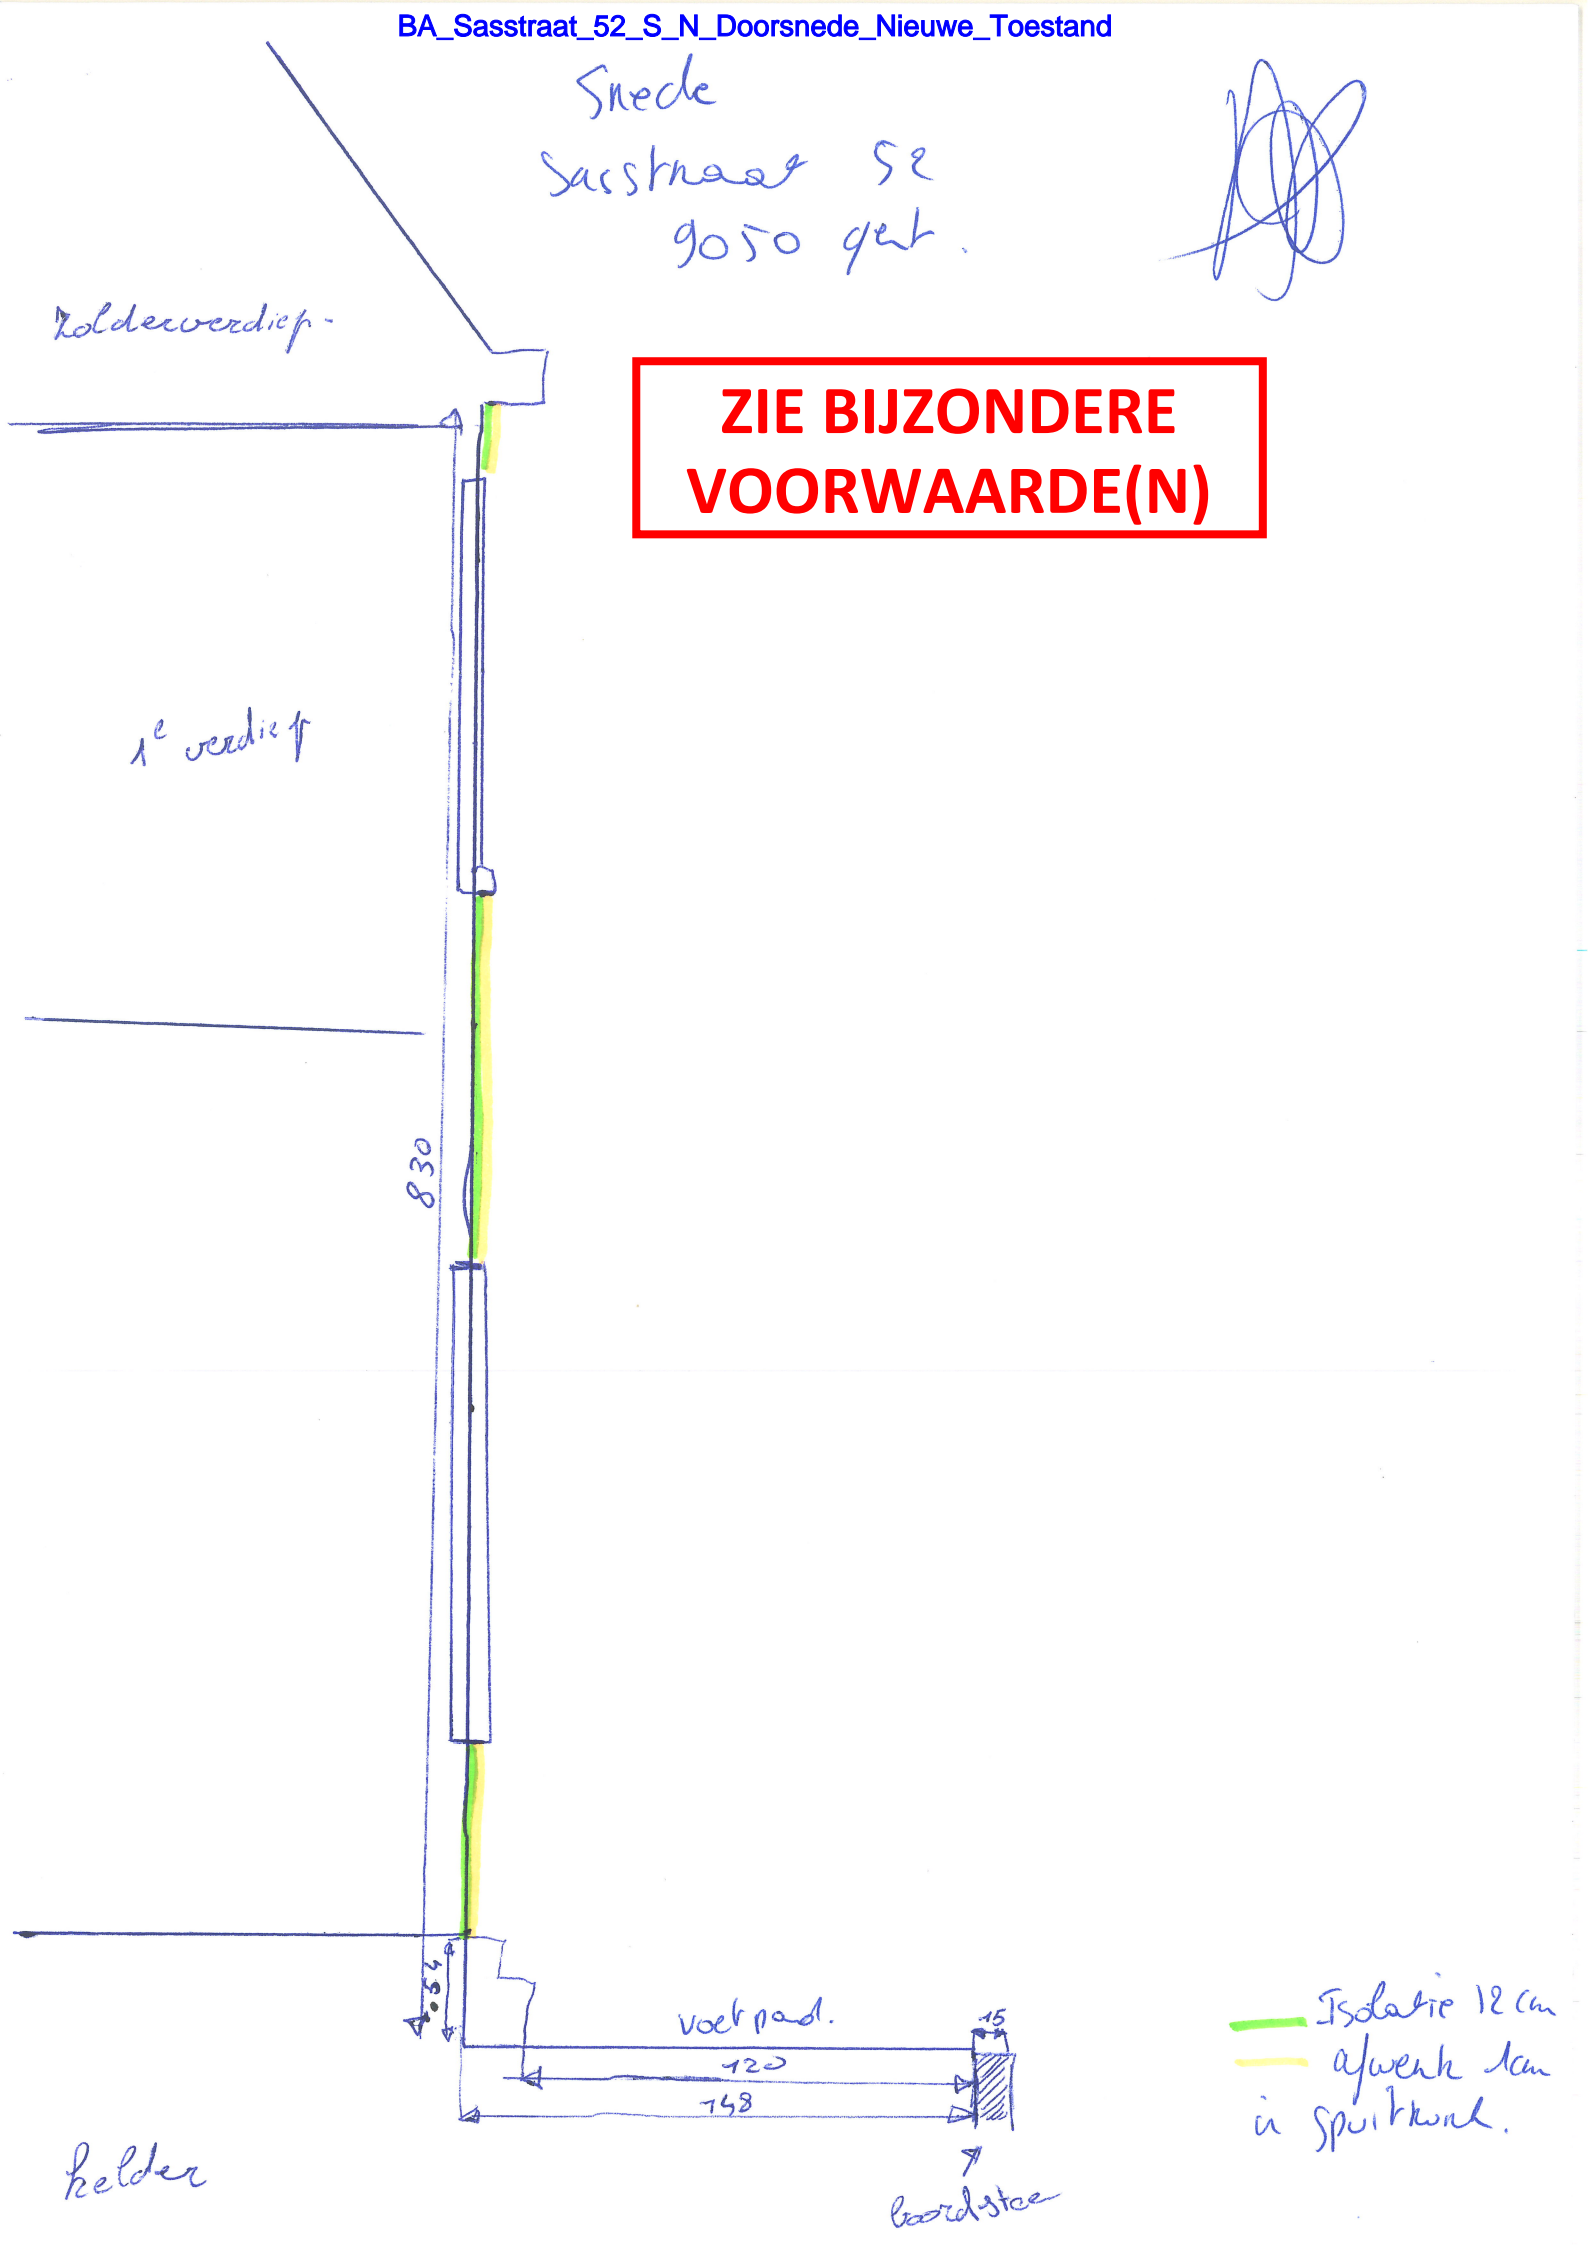 BA_Sasstraat_52_S_N_Doorsnede_Nieuwe_Toestand
Snede
Sasstraat 52
9050 gent.
Zolderverdiep.
ZIE BIJZONDERE
VOORWAARDE(N)
1e verdiep
830
.54
voetpad.
15
120
148
Isolatie 12 cm
afwerk 1cm
in spuitkurk.
kelder
boordstee